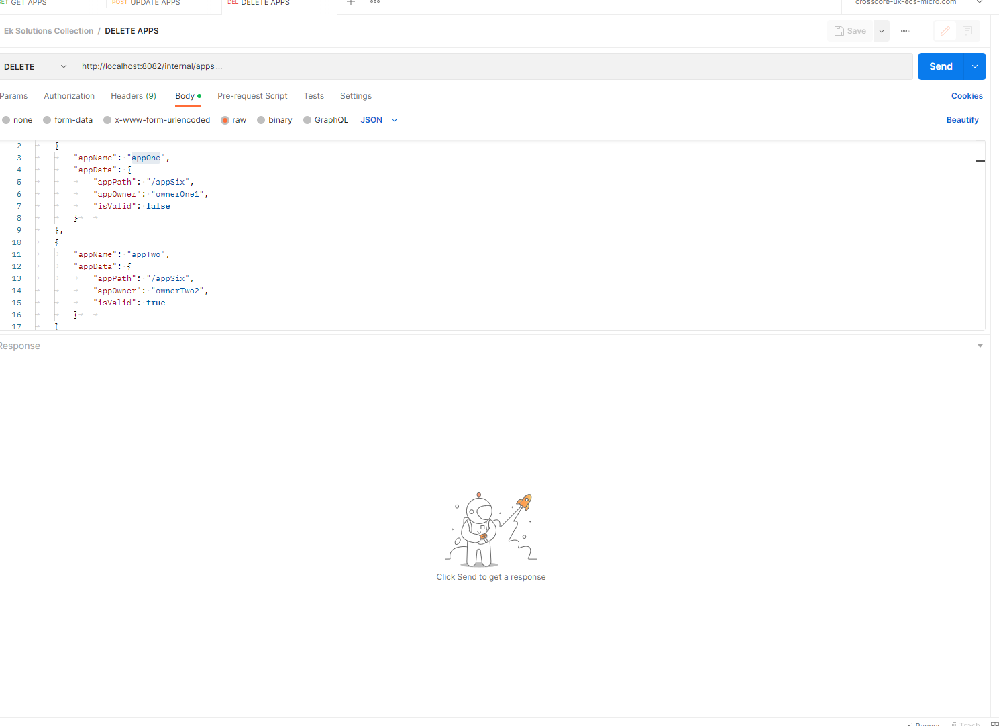 GET GET APPS POST UPDATE APPS DEL DELETE APPS crosscore-uk-ecs-micro.com
Ek Solutions Collection / DELETE APPS Save
DELETE http://localhost:8082/internal/apps ... Send
Params Authorization Headers (9) Body Pre-request Script Tests Settings Cookies
none form-data x-www-form-urlencoded raw binary GraphQL JSON Beautify
2 {
3 "appName": "appOne",
4 "appData": {
5 "appPath": "/appSix",
6 "appOwner": "ownerOne1",
7 "isValid": false
8 }
9 },
10 {
11 "appName": "appTwo",
12 "appData": {
13 "appPath": "/appSix",
14 "appOwner": "ownerTwo2",
15 "isValid": true
16 }
17 }
Response
Click Send to get a response
Runner Trash